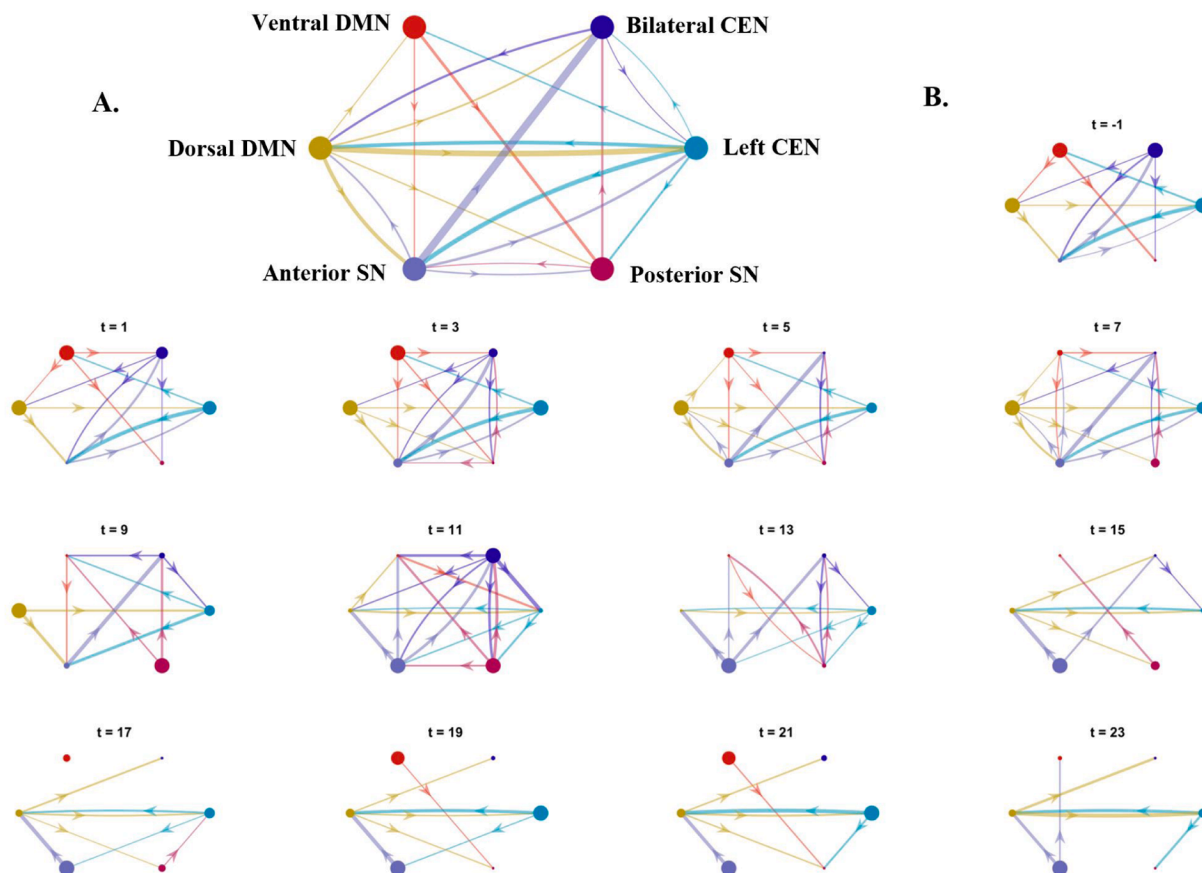 Ventral DMN
Bilateral CEN
A.
B.
t = -1
Dorsal DMN
Left CEN
Anterior SN
Posterior SN
t = 1
t = 3
t = 5
t = 7
t = 9
t = 11
t = 13
t = 15
t = 17
t = 19
t = 21
t = 23